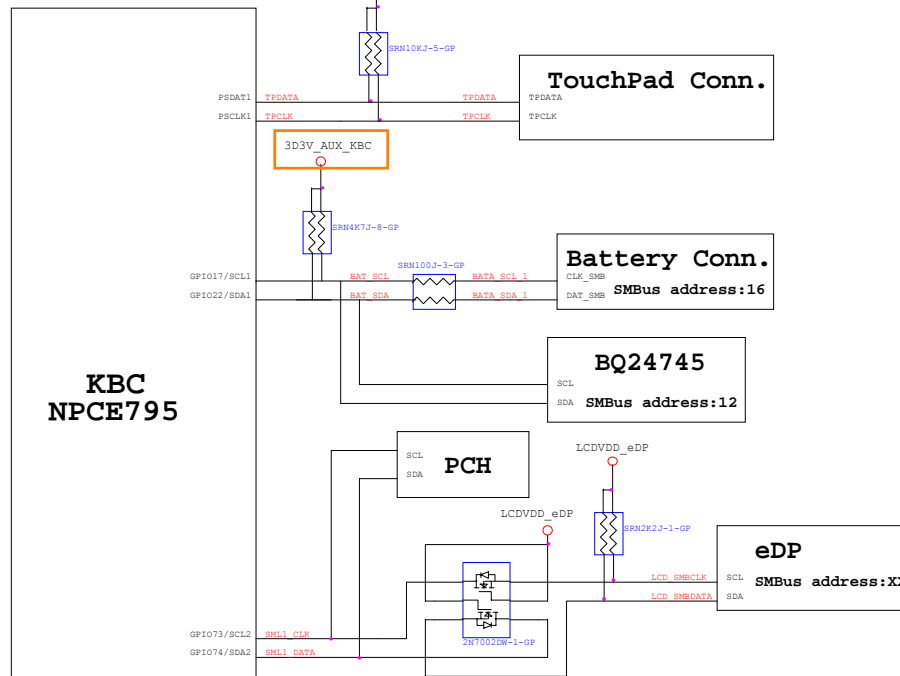 SRN10KJ-5-GP
TouchPad Conn.
PSDAT1 TPDATA TPDATA TPDATA
PSCLK1 TPCLK TPCLK TPCLK
3D3V_AUX_KBC
SRN4K7J-8-GP
Battery Conn.
SRN100J-3-GP
GPIO17/SCL1 BAT_SCL BATA_SCL_1 CLK_SMB
GPIO22/SDA1 BAT_SDA BATA_SDA_1 DAT_SMB SMBus address:16
BQ24745
KBC
NPCE795
SCL
SDA SMBus address:12
LCDVDD_eDP
SCL
SDA PCH
LCDVDD_eDP
SRN2K2J-1-GP
eDP
LCD_SMBCLK SCL SMBus address:XX
LCD_SMBDATA SDA
GPIO73/SCL2 SML1_CLK
2N7002DW-1-GP
GPIO74/SDA2 SML1_DATA